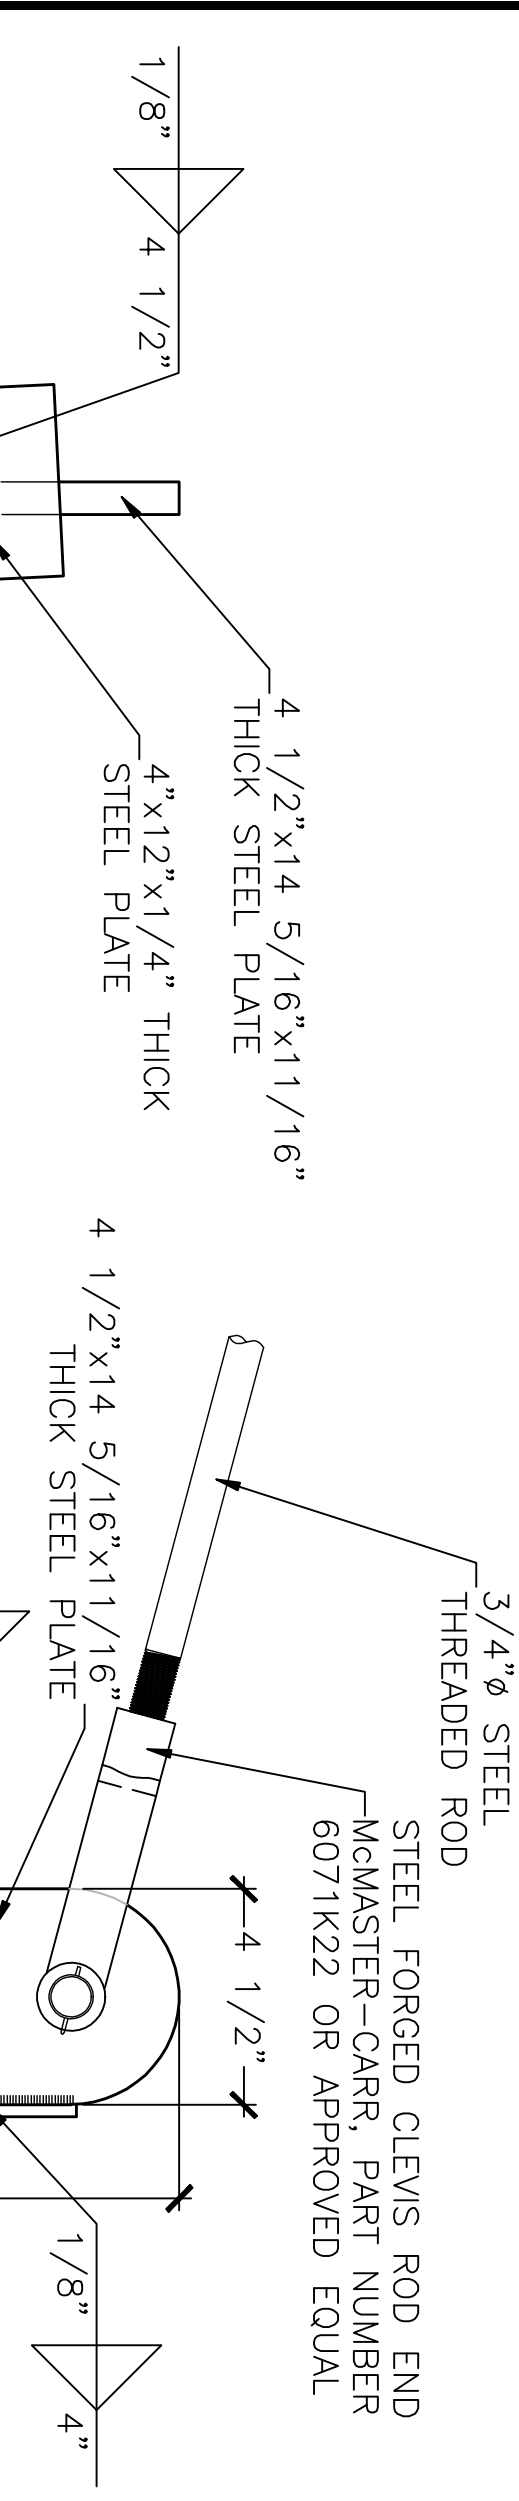 1/8”
4 1/2”
4 1/2”x14 5/16”x11/16”
THICK STEEL PLATE
4”x12”x1/4” THICK
STEEL PLATE
3/4”ø STEEL
THREADED ROD
STEEL FORGED CLEVIS ROD END
McMASTER-CARR, PART NUMBER
6071K22 OR APPROVED EQUAL
4 1/2”x14 5/16”x11/16”
THICK STEEL PLATE
4 1/2”
1/8”
4”